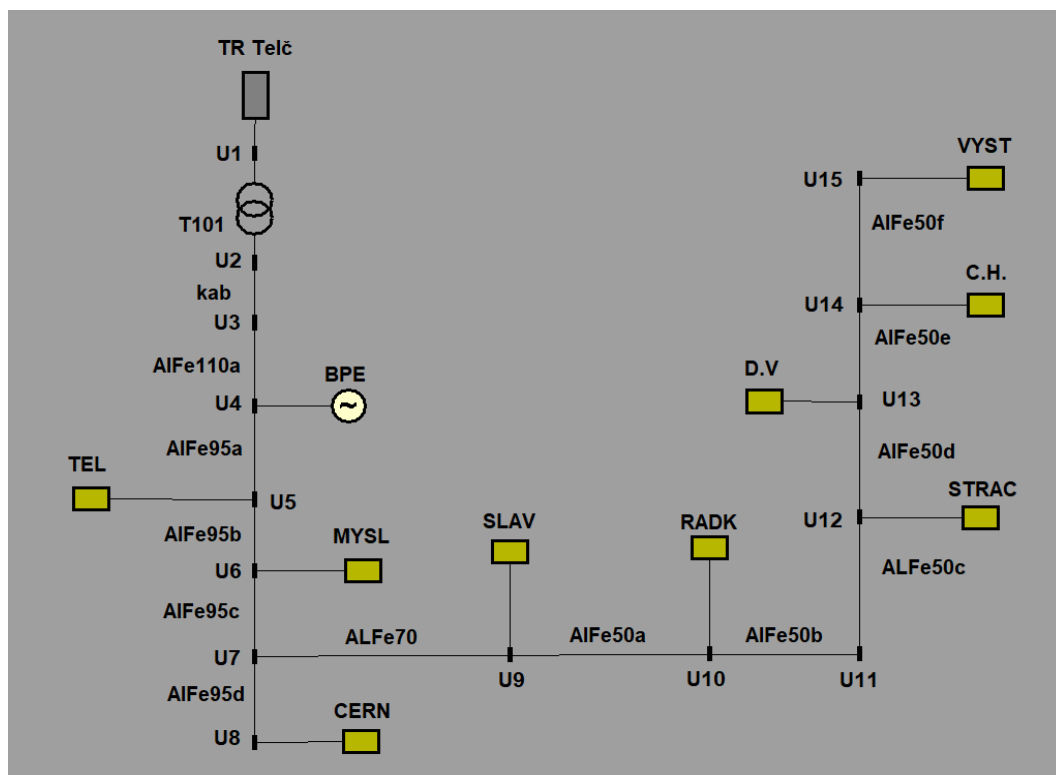 TR Telč
U1
T101
U2
kab
U3
AlFe110a
BPE
U4
~
AlFe95a
TEL
U5
AlFe95b
MYSL
U6
AlFe95c
U7
AlFe95d
CERN
U8
ALFe70
SLAV
U9
AlFe50a
RADK
U10
AlFe50b
U11
ALFe50c
STRAC
U12
AlFe50d
D.V
U13
AlFe50e
C.H.
U14
AlFe50f
VYST
U15